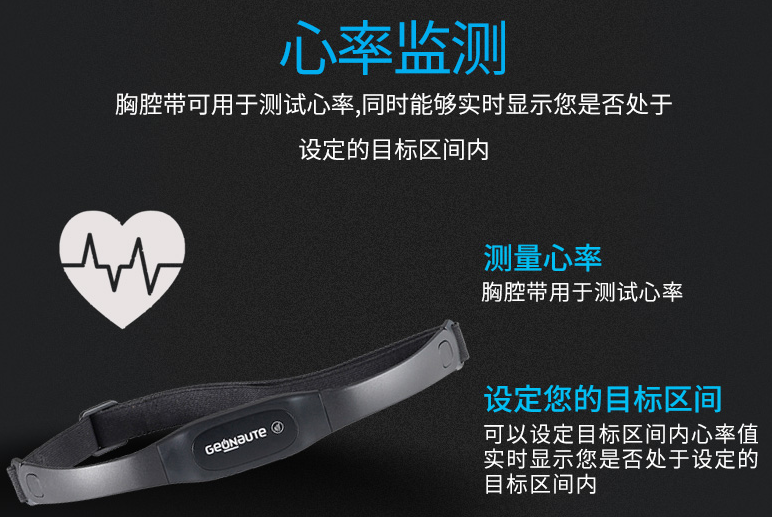 心率监测
胸腔带可用于测试心率,同时能够实时显示您是否处于
设定的目标区间内
测量心率
胸腔带用于测试心率
设定您的目标区间
可以设定目标区间内心率值
实时显示您是否处于设定的
目标区间内
GEONAUTE